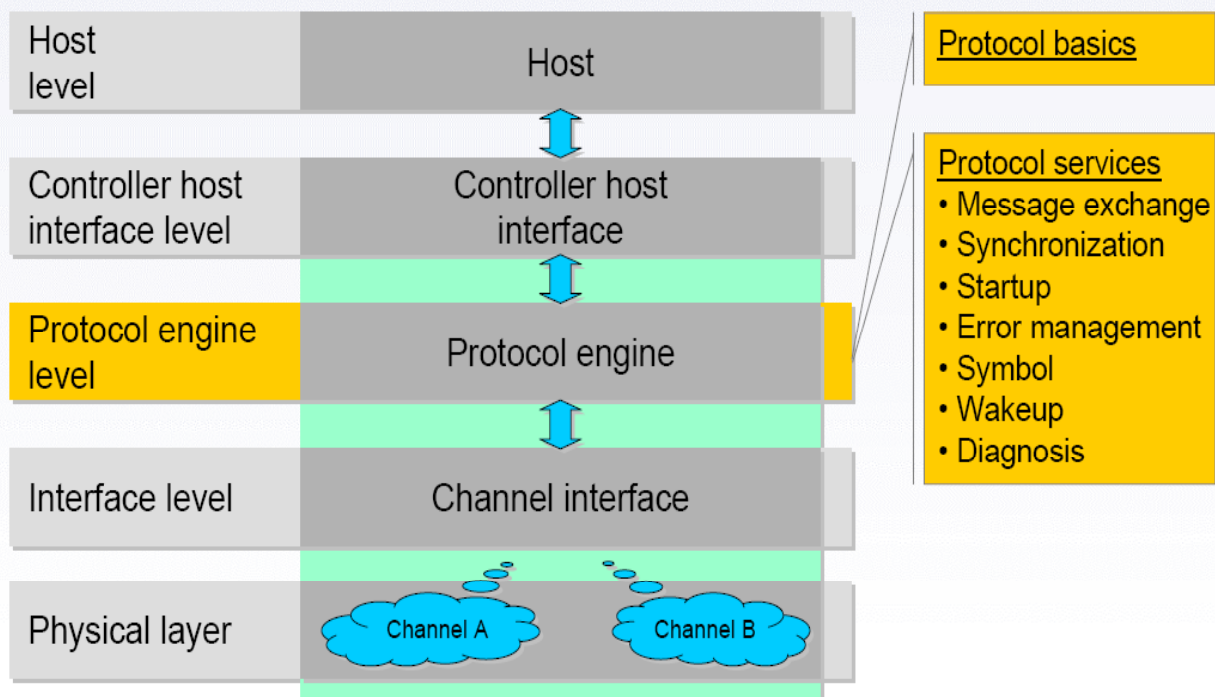 Host
level
Host
Controller host
interface level
Controller host
interface
Protocol engine
level
Protocol engine
Interface level
Channel interface
Physical layer
Channel A
Channel B
Protocol basics
Protocol services
• Message exchange
• Synchronization
• Startup
• Error management
• Symbol
• Wakeup
• Diagnosis